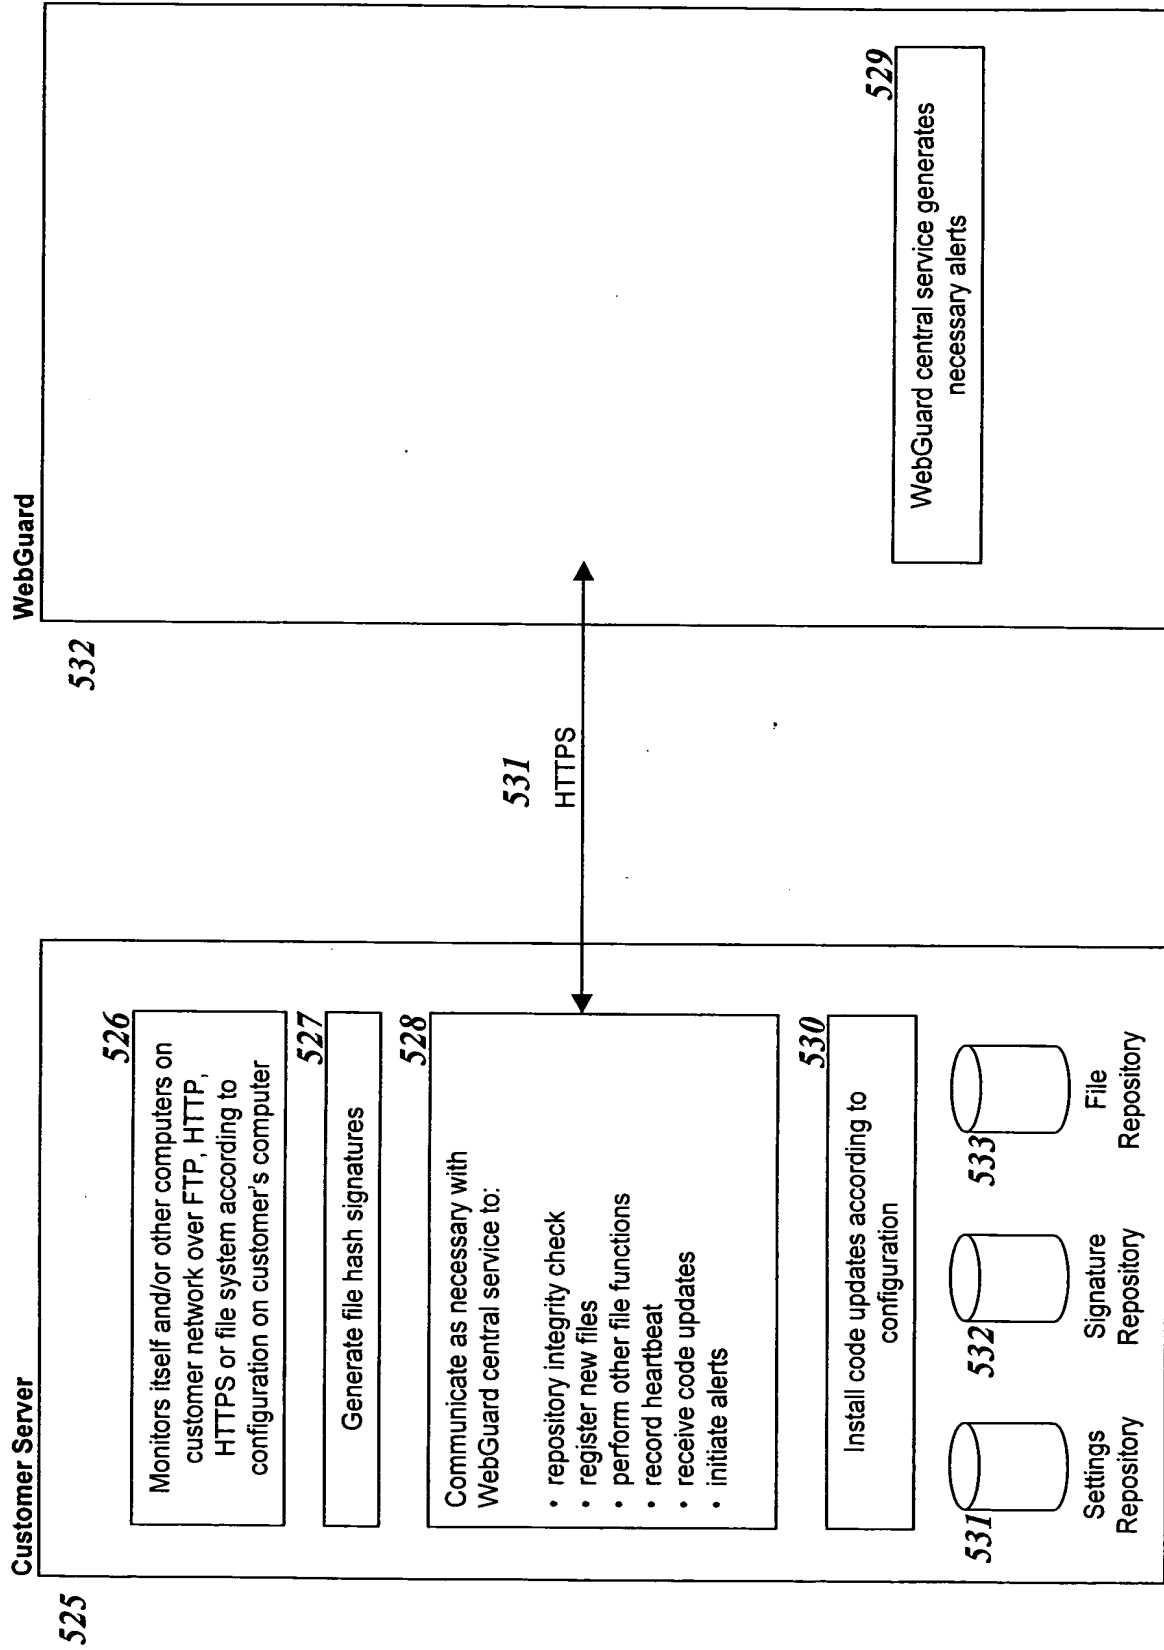 Customer Server
525
526
Monitors itself and/or other computers on
customer network over FTP, HTTP,
HTTPS or file system according to
configuration on customer's computer
527
Generate file hash signatures
528
Communicate as necessary with
WebGuard central service to:
• repository integrity check
• register new files
• perform other file functions
• record heartbeat
• receive code updates
• initiate alerts
530
Install code updates according to
configuration
531
Settings
Repository
532
Signature
Repository
533
File
Repository
531
HTTPS
WebGuard
532
529
WebGuard central service generates
necessary alerts